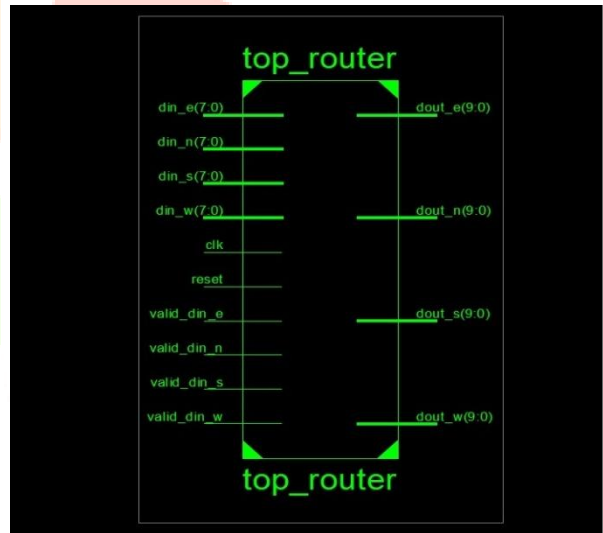 top_router
din_e(7:0)
dout_e(9:0)
din_n(7:0)
din_s(7:0)
din_w(7:0)
dout_n(9:0)
clk
reset
valid_din_e
dout_s(9:0)
valid_din_n
valid_din_s
valid_din_w
dout_w(9:0)
top_router